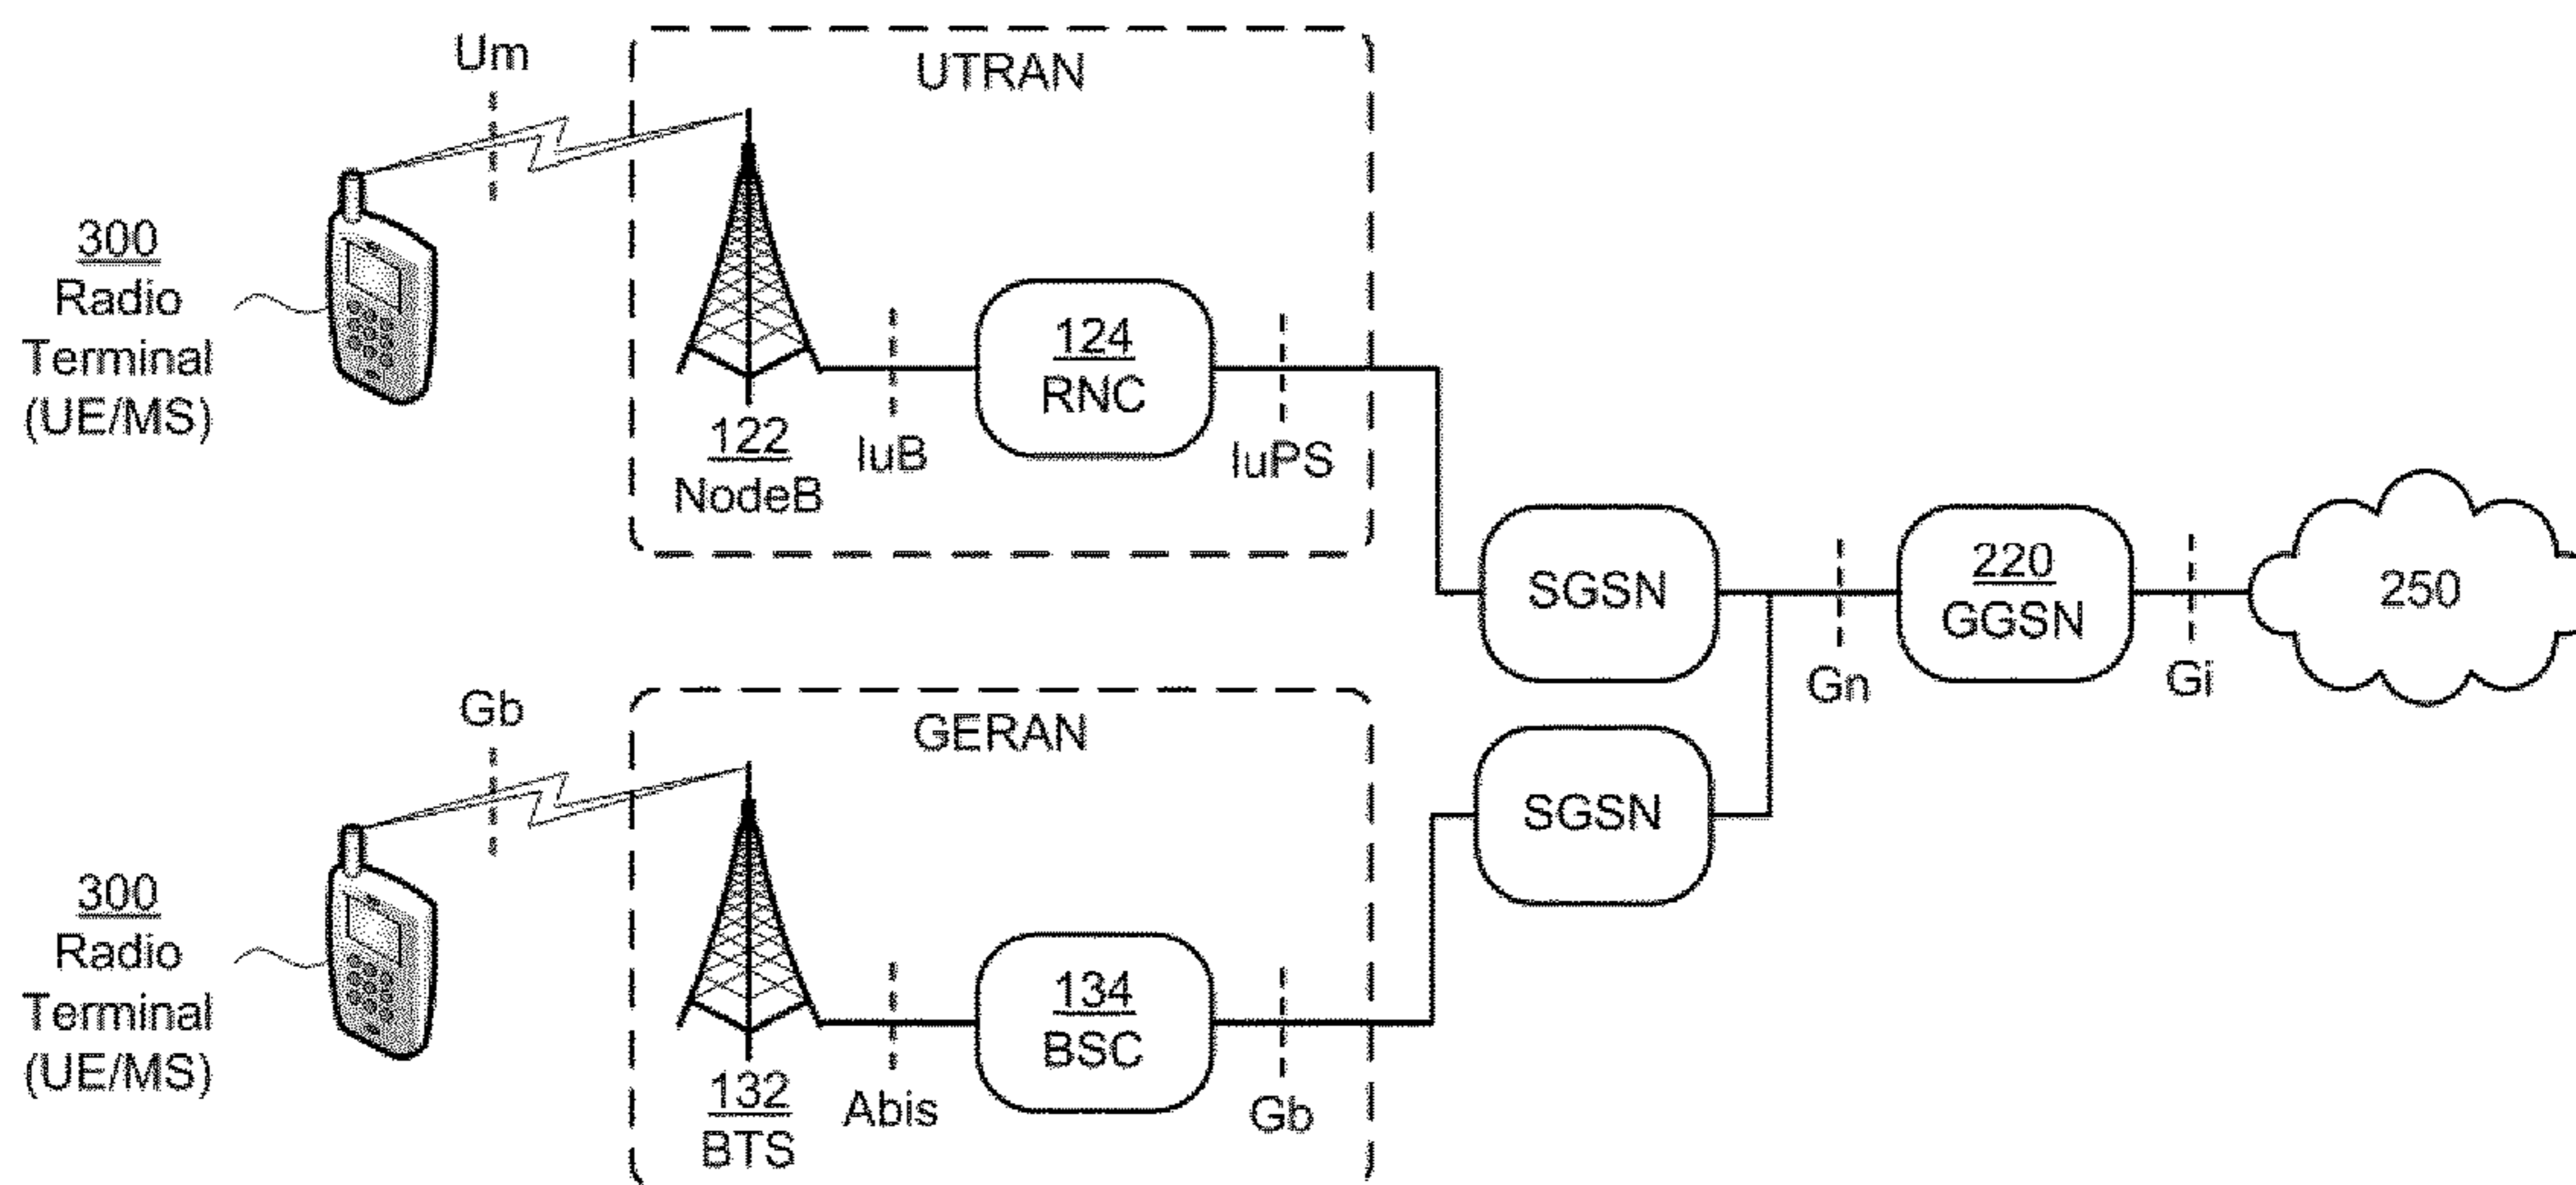 Um
UTRAN
300
Radio
Terminal
(UE/MS)
122
NodeB
IuB
124
RNC
IuPS
SGSN
Gn
220
GGSN
Gi
250
Gb
GERAN
300
Radio
Terminal
(UE/MS)
132
BTS
Abis
134
BSC
Gb
SGSN